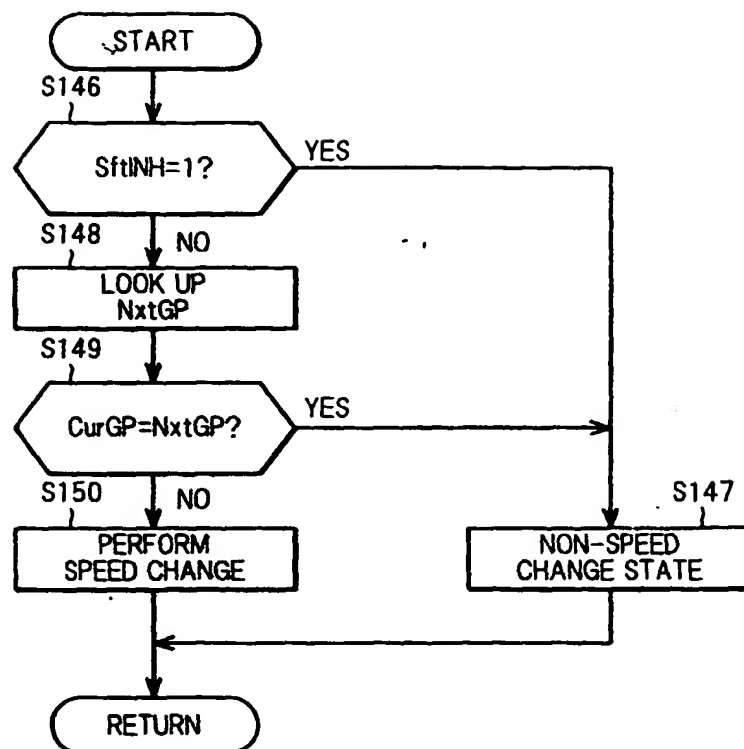 START
S146
SftINH=1?
YES
S148
NO
LOOK UP
NxtGP
S149
CurGP=NxtGP?
YES
S150
NO
S147
PERFORM
SPEED CHANGE
NON-SPEED
CHANGE STATE
RETURN